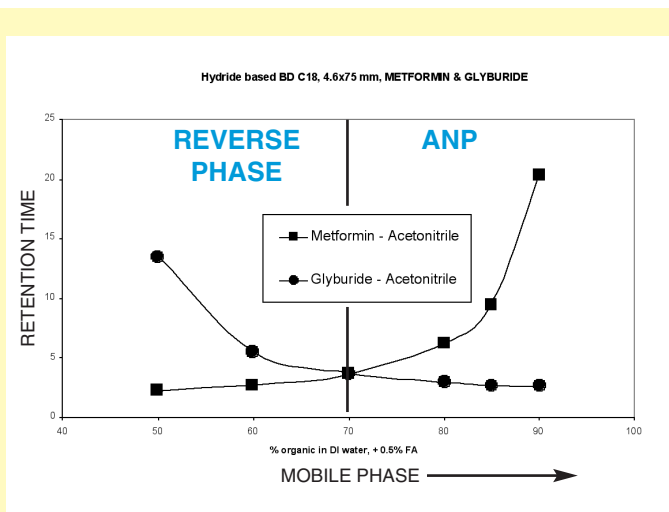 Hydride based BD C18, 4.6x75 mm, METFORMIN & GLYBURIDE
25
20
15
10
5
0
RETENTION TIME
REVERSE
PHASE
ANP
Metformin - Acetonitrile
Glyburide - Acetonitrile
40 50 60 70 80 90 100
% organic in DI water, + 0.5% FA
MOBILE PHASE